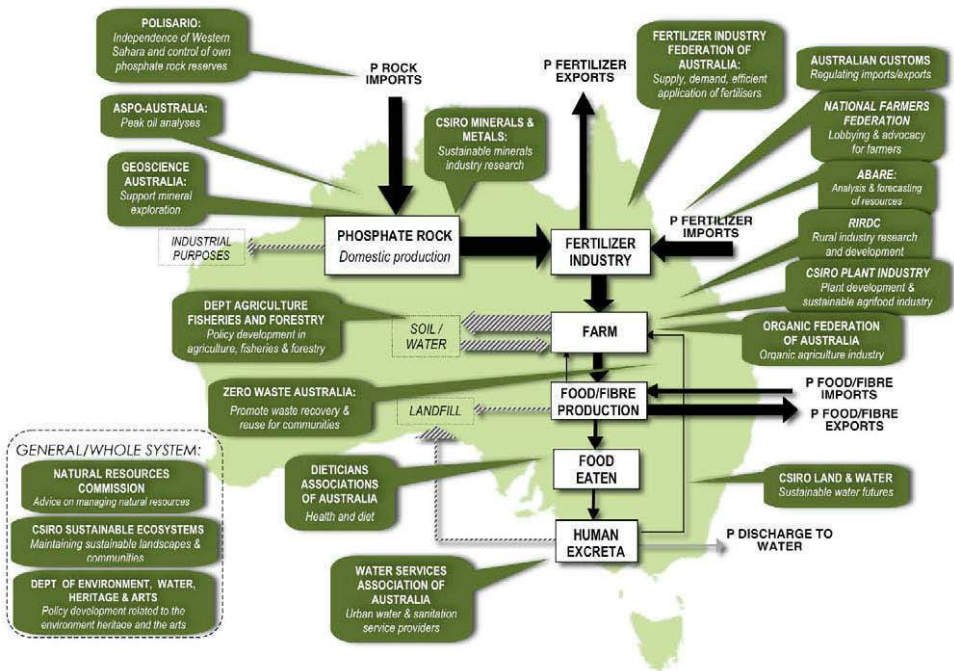 POLISARIO:
Independence of Western
Sahara and control of own
phosphate rock reserves
P ROCK
IMPORTS
P FERTILIZER
EXPORTS
FERTILIZER INDUSTRY
FEDERATION OF
AUSTRALIA:
Supply, demand, efficient
application of fertilisers
AUSTRALIAN CUSTOMS
Regulating imports/exports
NATIONAL FARMERS
FEDERATION
Lobbying & advocacy
for farmers
ASPO-AUSTRALIA:
Peak oil analyses
CSIRO MINERALS &
METALS:
Sustainable minerals
industry research
GEOSCIENCE
AUSTRALIA:
Support mineral
exploration
ABARE:
Analysis & forecasting
of resources
P FERTILIZER
IMPORTS
RIRDC
Rural industry research
and development
INDUSTRIAL
PURPOSES
PHOSPHATE ROCK
Domestic production
FERTILIZER
INDUSTRY
CSIRO PLANT INDUSTRY
Plant development &
sustainable agrifood industry
DEPT AGRICULTURE
FISHERIES AND FORESTRY
Policy development in
agriculture, fisheries & forestry
SOIL/
WATER
FARM
ORGANIC FEDERATION
OF AUSTRALIA
Organic agriculture industry
ZERO WASTE AUSTRALIA:
Promote waste recovery &
reuse for communities
LANDFILL
FOOD/FIBRE
PRODUCTION
P FOOD/FIBRE
IMPORTS
P FOOD/FIBRE
EXPORTS
GENERAL/WHOLE SYSTEM:
NATURAL RESOURCES
COMMISSION
Advice on managing natural resources
CSIRO SUSTAINABLE ECOSYSTEMS
Maintaining sustainable landscapes &
communities
DEPT OF ENVIRONMENT, WATER,
HERITAGE & ARTS
Policy development related to the
environment heritage and the arts
DIETICIANS
ASSOCIATIONS
OF AUSTRALIA
Health and diet
FOOD
EATEN
CSIRO LAND & WATER
Sustainable water futures
HUMAN
EXCRETA
P DISCHARGE TO
WATER
WATER SERVICES
ASSOCIATION OF
AUSTRALIA
Urban water & sanitation
service providers